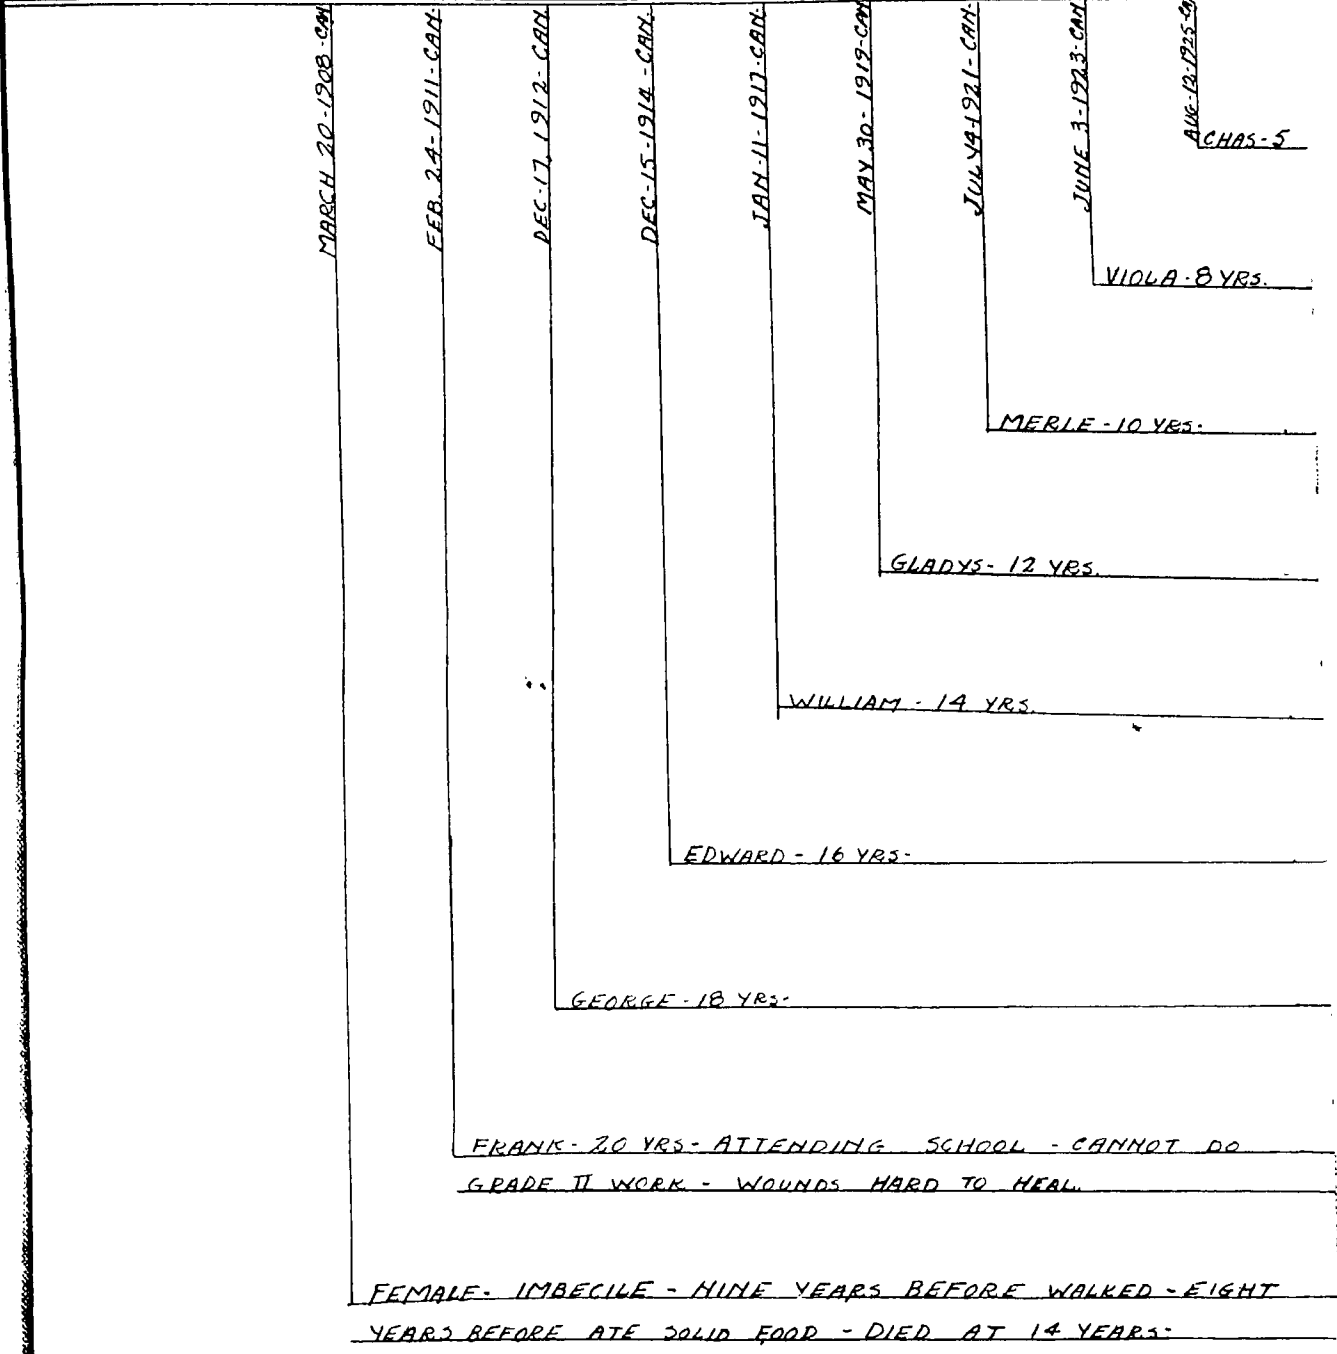 MARCH 20-1908-CAN
FEB. 24-1911-CAN-
DEC-17, 1912-CAN-
DEC-15-1914-CAN.
JAN-11-1917-CAN-
MAY 30-1919-CAN
JULY 4-1921-CAN-
JUNE 3-1923-CAN
AUG-12-1925-CAN
CHAS-5
VIOLA-8 YRS.
MERLE-10 YRS-
GLADYS-12 YRS.
WILLIAM-14 YRS.
EDWARD-16 YRS-
GEORGE-18 YRS-
FRANK-20 YRS-ATTENDING SCHOOL-CANNOT DO
GRADE II WORK-WOUNDS HARD TO HEAL.
FEMALE-IMBECILE-NINE YEARS BEFORE WALKED-EIGHT
YEARS BEFORE ATE SOLID FOOD-DIED AT 14 YEARS-